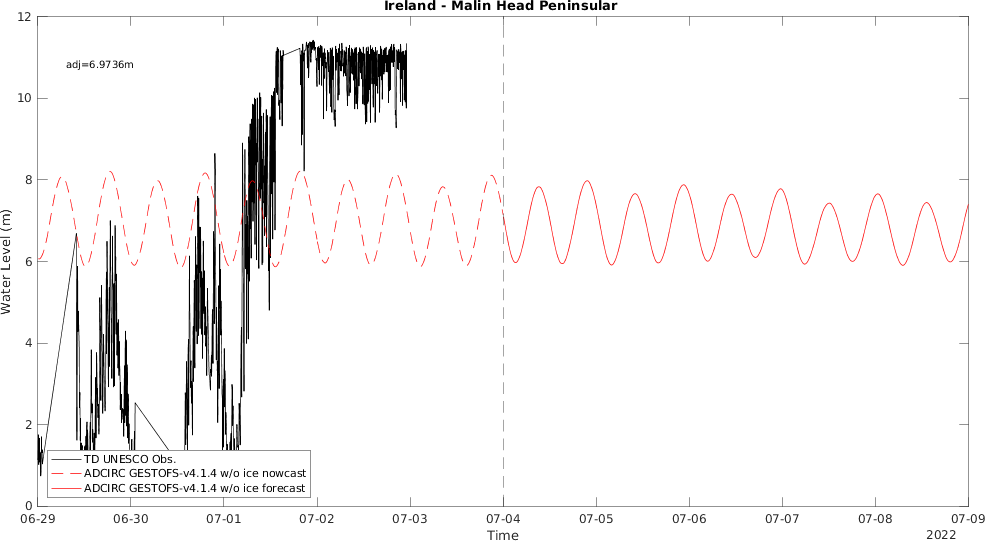 Ireland - Malin Head Peninsular
12
10
8
6
4
2
0
Water Level (m)
adj=6.9736m
TD UNESCO Obs.
ADCIRC GESTOFS-v4.1.4 w/o ice nowcast
ADCIRC GESTOFS-v4.1.4 w/o ice forecast
06-29 06-30 07-01 07-02 07-03 07-04 07-05 07-06 07-07 07-08 07-09
Time
2022